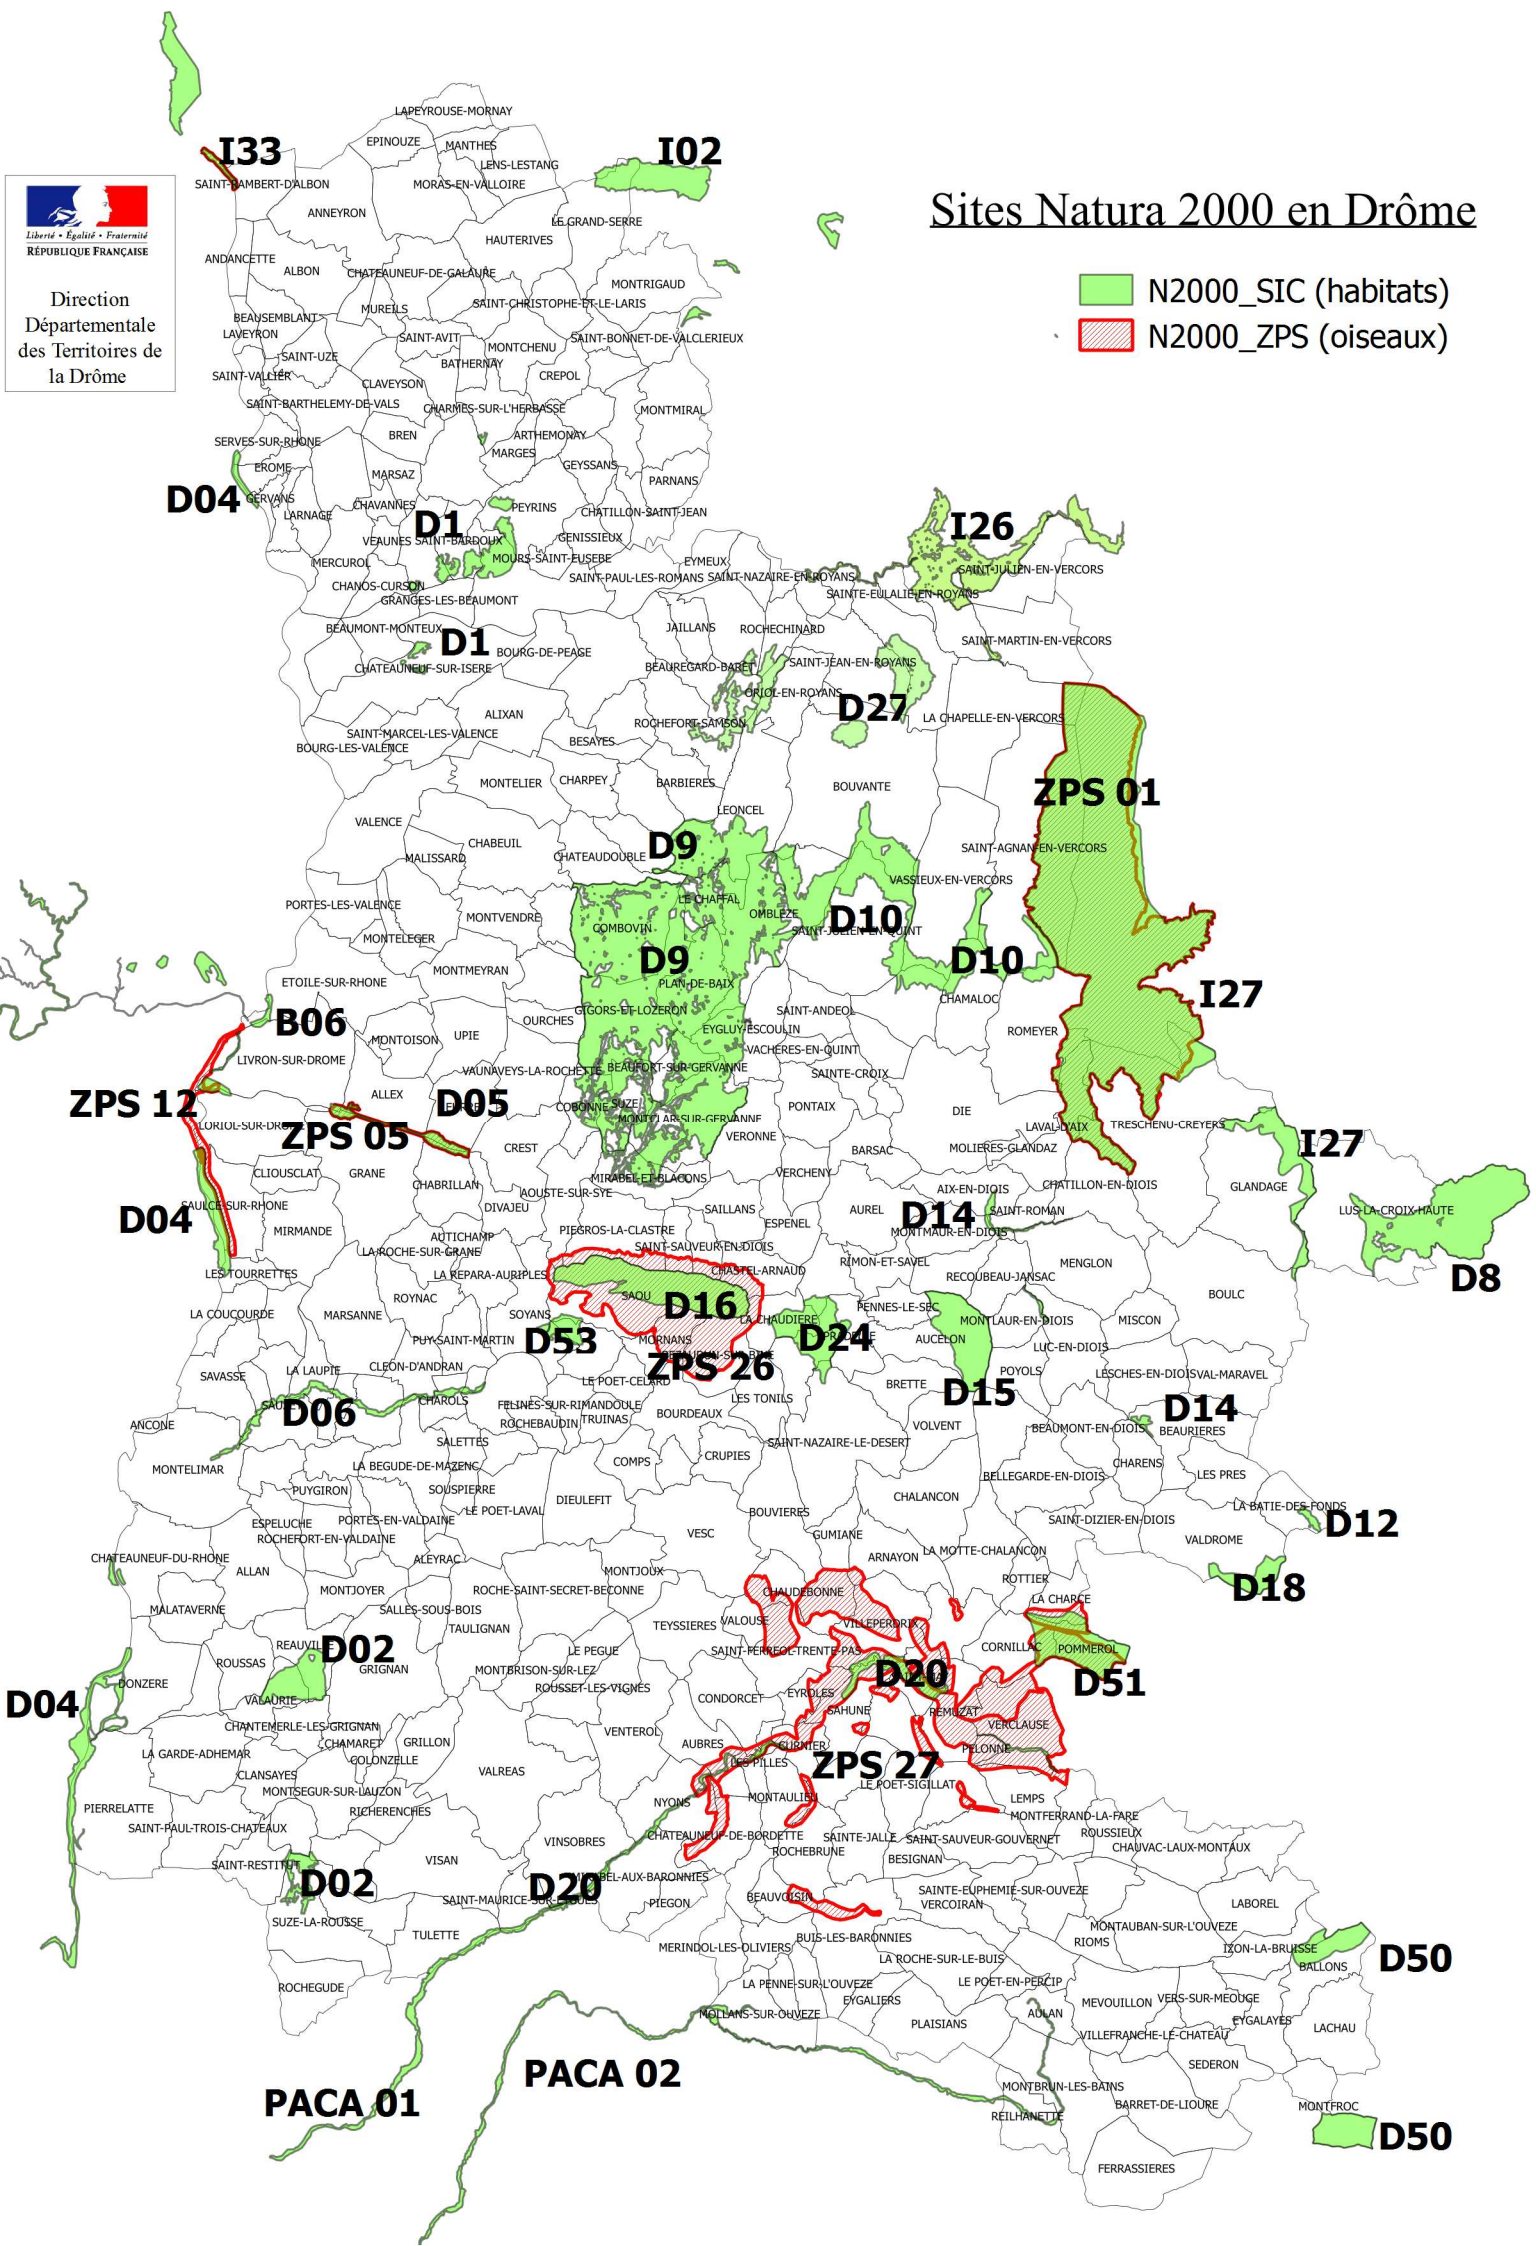 Sites Natura 2000 en Drôme
N2000_SIC (habitats)
N2000_ZPS (oiseaux)
Liberté • Égalité • Fraternité
RÉPUBLIQUE FRANÇAISE
Direction
Départementale
des Territoires de
la Drôme
LAPEYROUSE-MORNAY
EPINOUZE
MANTHES
LENS-LESTANG
I33
I02
SAINT-RAMBERT-D'ALBON
MORAS-EN-VALLOIRE
ANNEYRON
LE GRAND-SERRE
HAUTERIVES
ANDANCETTE
ALBON
CHATEAUNEUF-DE-GALAURE
MONTRIGAUD
MUREILS
SAINT-CHRISTOPHE-ET-LE-LARIS
BEAUSEMBLANT
LAVEYRON
SAINT-AVIT
MONTCHENU
SAINT-BONNET-DE-VALCLERIEUX
SAINT-UZE
BATHERNAY
SAINT-VALLIER
CLAVEYSON
CREPOL
SAINT-BARTHELEMY-DE-VALS
CHARMES-SUR-L'HERBASSE
MONTMIRAL
SERVES-SUR-RHONE
BREN
ARTHEMONAY
MARGES
EROME
MARSAZ
GEYSSANS
PARNANS
D04
GERVANS
LARNAGE
CHAVANNES
D1
PEYRINS
CHATILLON-SAINT-JEAN
I26
VEAUNES
SAINT-BARDOUX
GENISSIEUX
MERCUROL
MOURS-SAINT-EUSEBE
EYMEUX
SAINT-JULIEN-EN-VERCORS
CHANOS-CURSON
SAINT-PAUL-LES-ROMANS
SAINT-NAZAIRE-EN-ROYANS
GRANGES-LES-BEAUMONT
SAINTE-EULALIE-EN-ROYANS
BEAUMONT-MONTEUX
D1
JAILLANS
ROCHECHINARD
SAINT-MARTIN-EN-VERCORS
BOURG-DE-PEAGE
CHATEAUNEUF-SUR-ISERE
BEAUREGARD-BARET
SAINT-JEAN-EN-ROYANS
ORIOL-EN-ROYANS
D27
ALIXAN
ROCHEFORT-SAMSON
LA CHAPELLE-EN-VERCORS
SAINT-MARCEL-LES-VALENCE
BOURG-LES-VALENCE
BESAYES
MONTELIER
CHARPEY
BARBIERES
BOUVANTE
ZPS 01
LEONCEL
VALENCE
CHABEUIL
MALISSARD
CHATEAUDOUBLE
D9
SAINT-AGNAN-EN-VERCORS
VASSIEUX-EN-VERCORS
LE CHAFFAL
PORTES-LES-VALENCE
MONTVENDRE
COMBOVIN
OMBLEZE
D10
SAINT-JULIEN-EN-QUINT
MONTELEGER
D9
D10
MONTMEYRAN
ETOILE-SUR-RHONE
PLAN-DE-BAIX
I27
CHAMALOC
B06
GIGORS-ET-LOZERON
SAINT-ANDEOL
OURCHES
EYGLUY-ESCOULIN
ROMEYER
MONTOISON
UPIE
VACHERES-EN-QUINT
LIVRON-SUR-DROME
VAUNAVEYS-LA-ROCHETTE
BEAUFORT-SUR-GERVANNE
SAINTE-CROIX
ALLEX
ZPS 12
D05
COBONNE
SUZE
PONTAIX
DIE
MONTCLAR-SUR-GERVANNE
LORIOL-SUR-DROME
ZPS 05
LAVAL-D'AIX
TRESCHENU-CREYERS
VERONNE
CREST
BARSAC
MOLIERES-GLANDAZ
I27
CLIOUSCLAT
GRANE
MIRABEL-ET-BLACONS
VERCHENY
CHABRILLAN
AOUSTE-SUR-SYE
AIX-EN-DIOIS
CHATILLON-EN-DIOIS
GLANDAGE
D04
SAULCE-SUR-RHONE
DIVAJEU
SAILLANS
AUREL
D14
SAINT-ROMAN
LUS-LA-CROIX-HAUTE
MIRMANDE
PIEGROS-LA-CLASTRE
ESPENEL
MONTMAUR-EN-DIOIS
AUTICHAMP
SAINT-SAUVEUR-EN-DIOIS
LA-ROCHE-SUR-GRANE
LES TOURRETTES
LA REPARA-AURIPLES
CHASTEL-ARNAUD
RIMON-ET-SAVEL
MENGLON
RECOUBEAU-JANSAC
D8
ROYNAC
SAOU
D16
BOULC
LA COUCOURDE
MARSANNE
SOYANS
LA CHAUDIERE
PENNES-LE-SEC
MONTLAUR-EN-DIOIS
MISCON
PUY-SAINT-MARTIN
D53
MORNANS
D24
AUCELON
LUC-EN-DIOIS
ZPS 26
SAVASSE
LA LAUPIE
CLEON-D'ANDRAN
LE POET-CELARD
POYOLS
LESCHES-EN-DIOIS
VAL-MARAVEL
BRETTE
D15
D06
CHAROLS
FELINES-SUR-RIMANDOULE
LES TONILS
ROCHEBAUDIN
TRUINAS
BOURDEAUX
D14
ANCONE
VOLVENT
BEAUMONT-EN-DIOIS
BEAURIERES
SALETTES
SAINT-NAZAIRE-LE-DESERT
MONTELIMAR
LA BEGUDE-DE-MAZENC
COMPS
CRUPIES
CHARENS
BELLEGARDE-EN-DIOIS
LES PRES
PUYGIRON
SOUSPIERRE
DIEULEFIT
CHALANCON
LE POET-LAVAL
BOUVIERES
LA BATIE-DES-FONDS
D12
ESPELUCHE
PORTES-EN-VALDAINE
SAINT-DIZIER-EN-DIOIS
ROCHEFORT-EN-VALDAINE
VESC
GUMIANE
VALDROME
CHATEAUNEUF-DU-RHONE
ALEYRAC
ARNAYON
LA MOTTE-CHALANCON
ALLAN
MONTJOUX
ROTTIER
D18
MONTJOYER
ROCHE-SAINT-SECRET-BECONNE
CHAUDEBONNE
LA CHARCE
MALATAVERNE
SALLES-SOUS-BOIS
TAULIGNAN
TEYSSIERES
VALOUSE
VILLEPERDRIX
REAUVILLE
D02
LE PEGUE
SAINT-FERREOL-TRENTE-PAS
CORNILLAC
POMMEROL
ROUSSAS
GRIGNAN
MONTBRISON-SUR-LEZ
D20
D51
DONZERE
ROUSSET-LES-VIGNES
CONDORCET
EYROLES
D04
VALAURIE
SAHUNE
REMUZAT
VERCLAUSE
CHANTEMERLE-LES-GRIGNAN
VENTEROL
CHAMARET
GRILLON
AUBRES
CURNIER
PELONNE
LA GARDE-ADHEMAR
COLONZELLE
LES PILLES
ZPS 27
CLANSAYES
VALREAS
LE POET-SIGILLAT
MONTSEGUR-SUR-LAUZON
MONTAULIEU
LEMPS
PIERRELATTE
RICHERENCHES
NYONS
MONTFERRAND-LA-FARE
SAINT-PAUL-TROIS-CHATEAUX
ROUSSIEUX
VINSOBRES
CHATEAUNEUF-DE-BORDETTE
SAINTE-JALLE
SAINT-SAUVEUR-GOUVERNET
CHAUVAC-LAUX-MONTAUX
ROCHEBRUNE
BESIGNAN
SAINT-RESTITUT
VISAN
D02
D20
MIRABEL-AUX-BARONNIES
BEAUVOISIN
SAINTE-EUPHEMIE-SUR-OUVEZE
SAINT-MAURICE-SUR-EYGUES
PIEGON
VERCOIRAN
LABOREL
SUZE-LA-ROUSSE
MONTAUBAN-SUR-L'OUVEZE
TULETTE
BUIS-LES-BARONNIES
RIOMS
MERINDOL-LES-OLIVIERS
IZON-LA-BRUISSE
LA ROCHE-SUR-LE-BUIS
D50
BALLONS
ROCHEGUDE
LA PENNE-SUR-L'OUVEZE
LE POET-EN-PERCIP
EYGALIERS
MEVOUILLON
VERS-SUR-MEOUGE
MOLLANS-SUR-OUVEZE
AULAN
EYGALAYES
PLAISIANS
LACHAU
VILLEFRANCHE-LE-CHATEAU
SEDERON
PACA 02
MONTBRUN-LES-BAINS
PACA 01
BARRET-DE-LIOURE
MONTFROC
REILHANETTE
D50
FERRASSIERES